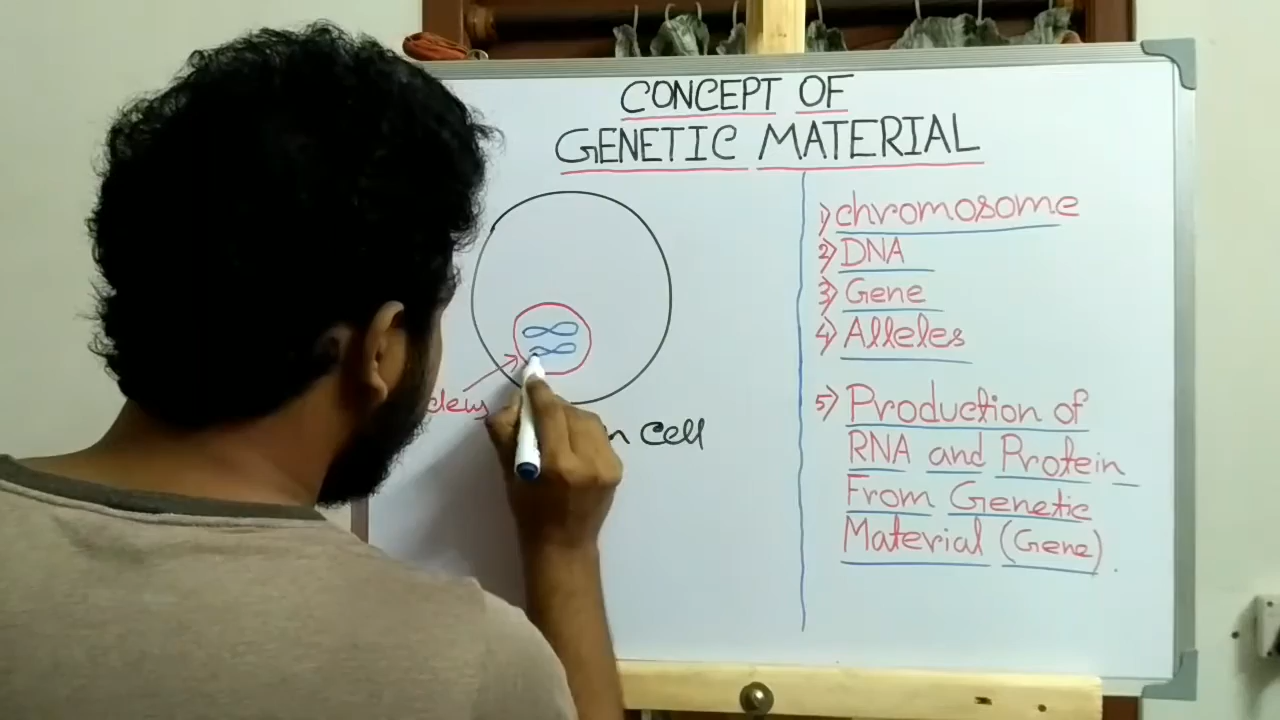 CONCEPT OF
GENETIC MATERIAL
1) chromosome
2) DNA
3) Gene
4) Alleles
5) Production of
RNA and Protein
From Genetic
Material (Gene).
Cell